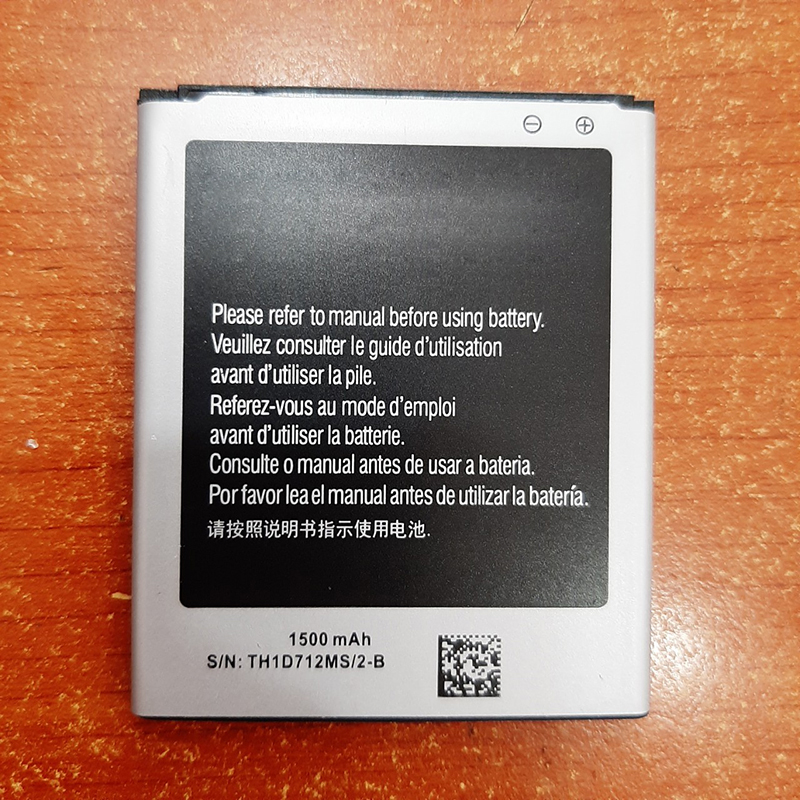 ⊖ ⊕
Please refer to manual before using battery.
Veuillez consulter le guide d'utilisation
avant d'utiliser la pile.
Referez-vous au mode d'emploi
avant d'utiliser la batterie.
Consulte o manual antes de usar a bateria.
Por favor lea el manual antes de utilizar la batería.
请按照说明书指示使用电池.
1500 mAh
S/N: TH1D712MS/2-B